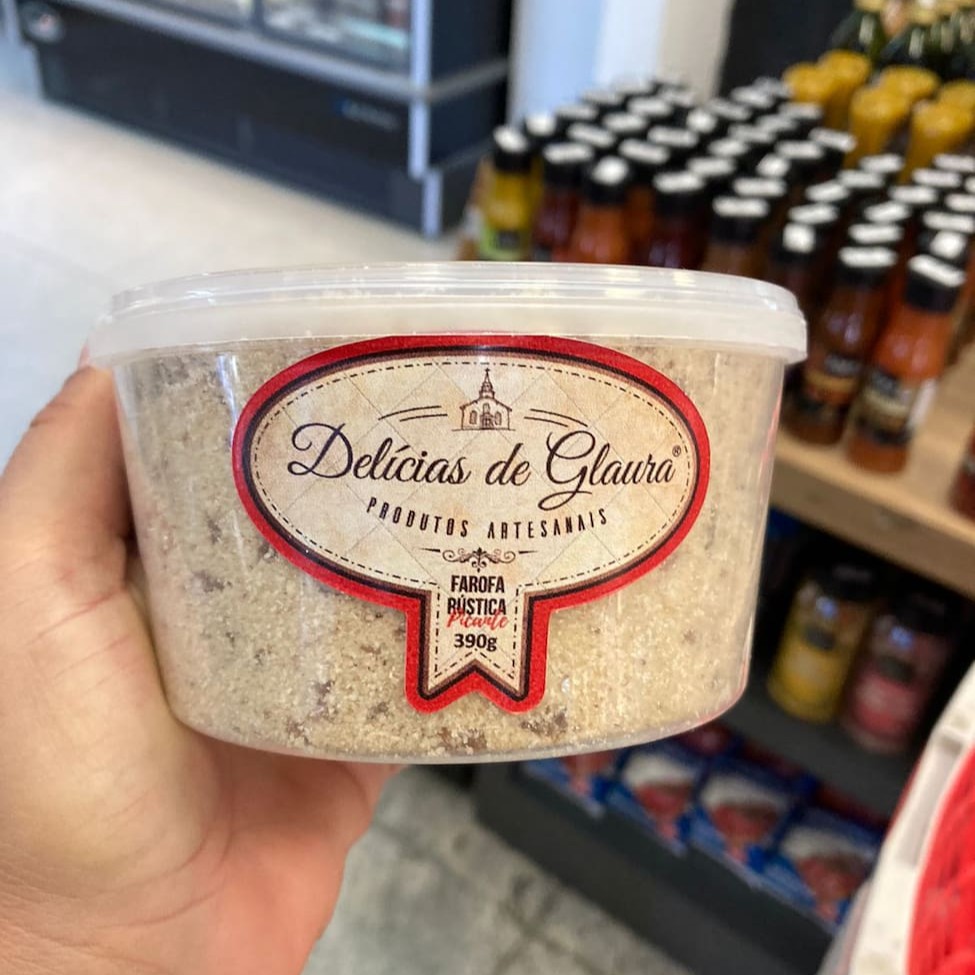 Delícias de Glaura®
PRODUTOS ARTESANAIS
FAROFA
RÚSTICA
Picante
390g